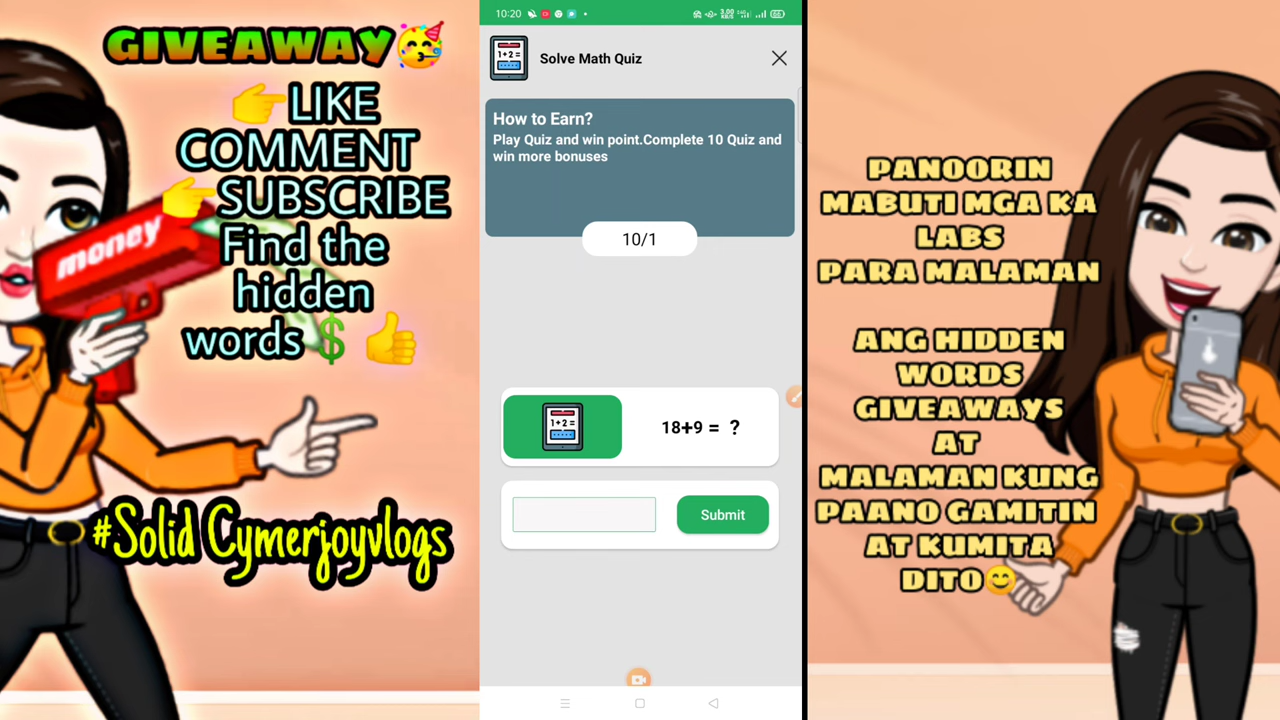 GIVEAWAY🥳
👉LIKE
COMMENT
👉SUBSCRIBE
Find the
hidden
words💲👍
money
#Solid Cymerjoyvlogs
10:20
Solve Math Quiz
How to Earn?
Play Quiz and win point.Complete 10 Quiz and
win more bonuses
10/1
1+2=
18+9 = ?
Submit
PANOORIN
MABUTI MGA KA
LABS
PARA MALAMAN
ANG HIDDEN
WORDS
GIVEAWAYS
AT
MALAMAN KUNG
PAANO GAMITIN
AT KUMITA
DITO😊